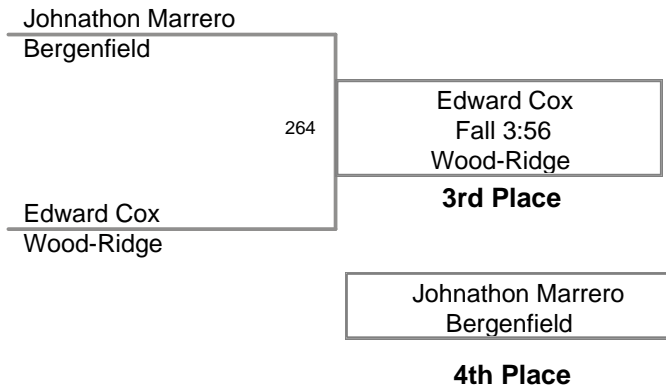 Johnathon Marrero
Bergenfield
264
Edward Cox
Fall 3:56
Wood-Ridge
3rd Place
Edward Cox
Wood-Ridge
Johnathon Marrero
Bergenfield
4th Place